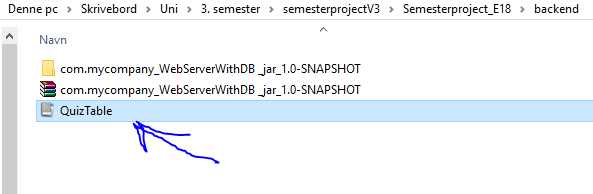 Denne pc > Skrivebord > Uni > 3. semester > semesterprojectV3 > Semesterproject_E18 > backend
Navn
com.mycompany_WebServerWithDB _jar_1.0-SNAPSHOT
com.mycompany_WebServerWithDB _jar_1.0-SNAPSHOT
QuizTable